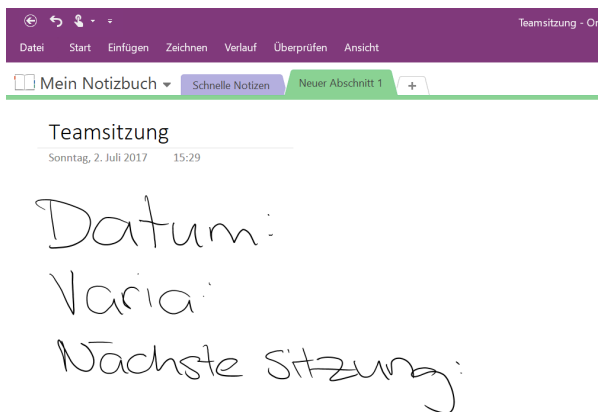 Teamsitzung - On
Datei Start Einfügen Zeichnen Verlauf Überprüfen Ansicht
Mein Notizbuch Schnelle Notizen Neuer Abschnitt 1 +
Teamsitzung
Sonntag, 2. Juli 2017 15:29
Datum:
Varia:
Nächste Sitzung: